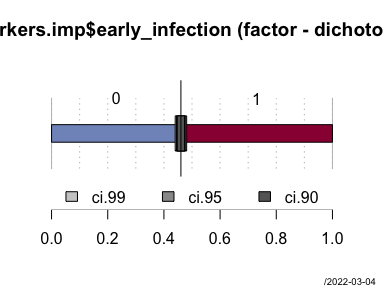 rkers.imp$early_infection (factor - dichoto
0 1
ci.99 ci.95 ci.90
0.0 0.2 0.4 0.6 0.8 1.0
/2022-03-04